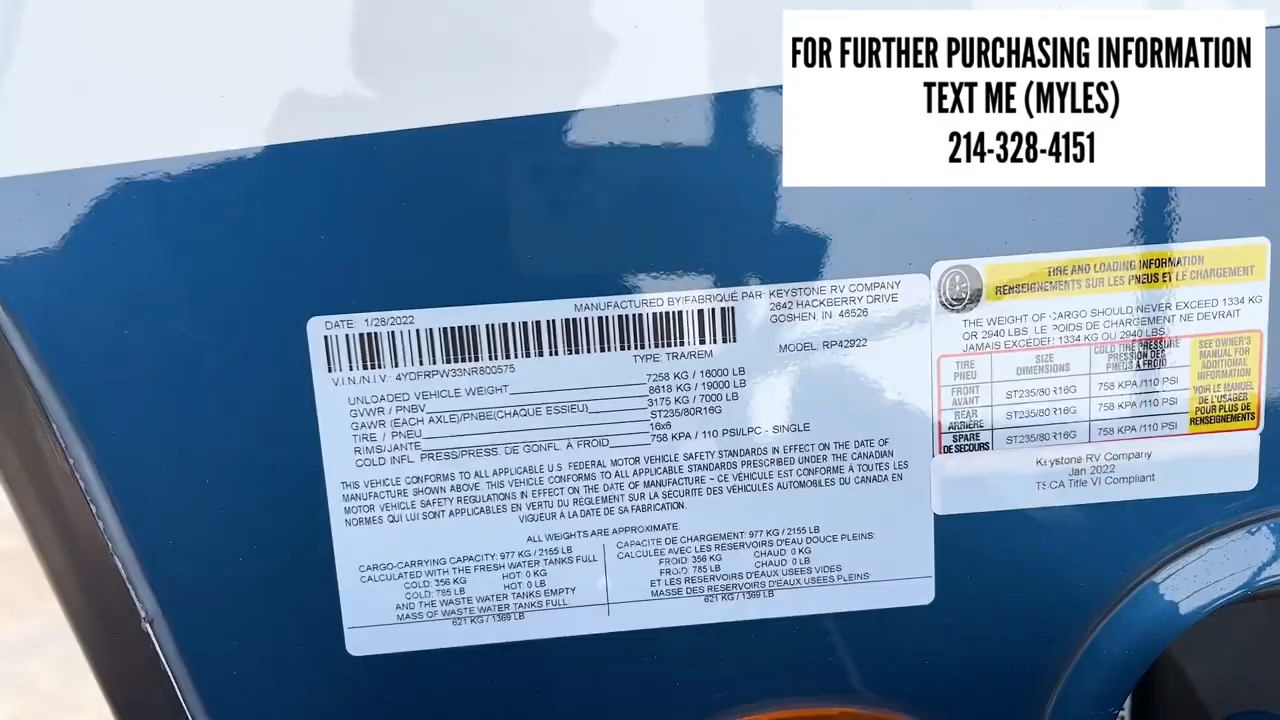 FOR FURTHER PURCHASING INFORMATION
TEXT ME (MYLES)
214-328-4151
DATE: 1/28/2022
MANUFACTURED BY/FABRIQUÉ PAR: KEYSTONE RV COMPANY
2642 HACKBERRY DRIVE
GOSHEN, IN 46526
TYPE: TRA/REM
MODEL: RP42922
V.I.N./N.I.V.: 4YDFRPW33NR800575
UNLOADED VEHICLE WEIGHT 7258 KG / 16000 LB
GVWR / PNBV 8618 KG / 19000 LB
GAWR (EACH AXLE)/PNBE(CHAQUE ESSIEU) 3175 KG / 7000 LB
TIRE / PNEU ST235/80R16G
RIMS/JANTE 16x6
COLD INFL. PRESS/PRESS. DE GONFL. À FROID 758 KPA / 110 PSI/LPC - SINGLE
THIS VEHICLE CONFORMS TO ALL APPLICABLE U.S. FEDERAL MOTOR VEHICLE SAFETY STANDARDS IN EFFECT ON THE DATE OF
MANUFACTURE SHOWN ABOVE. THIS VEHICLE CONFORMS TO ALL APPLICABLE STANDARDS PRESCRIBED UNDER THE CANADIAN
MOTOR VEHICLE SAFETY REGULATIONS IN EFFECT ON THE DATE OF MANUFACTURE ~ CE VÉHICULE EST CONFORME À TOUTES LES
NORMES QUI LUI SONT APPLICABLES EN VERTU DU RÈGLEMENT SUR LA SÉCURITÉ DES VÉHICULES AUTOMOBILES DU CANADA EN
VIGUEUR À LA DATE DE SA FABRICATION.
ALL WEIGHTS ARE APPROXIMATE.
CARGO-CARRYING CAPACITY: 977 KG / 2155 LB
CALCULATED WITH THE FRESH WATER TANKS FULL
COLD: 356 KG HOT: 0 KG
COLD: 785 LB HOT: 0 LB
AND THE WASTE WATER TANKS EMPTY
MASS OF WASTE WATER TANKS FULL:
621 KG / 1369 LB
CAPACITE DE CHARGEMENT: 977 KG / 2155 LB
CALCULÉE AVEC LES RESERVOIRS D'EAU DOUCE PLEINS:
FROID: 356 KG CHAUD: 0 KG
FROID: 785 LB CHAUD: 0 LB
ET LES RESERVOIRS D'EAUX USEES VIDES
MASSE DES RESERVOIRS D'EAUX USEES PLEINS:
621 KG / 1369 LB
TIRE AND LOADING INFORMATION
RENSEIGNEMENTS SUR LES PNEUS ET LE CHARGEMENT
THE WEIGHT OF CARGO SHOULD NEVER EXCEED 1334 KG
OR 2940 LBS. LE POIDS DE CHARGEMENT NE DEVRAIT
JAMAIS EXCÉDER 1334 KG OU 2940 LBS.
TIRE
PNEU
SIZE
DIMENSIONS
COLD TIRE PRESSURE
PRESSION DES
PNEUS À FROID
FRONT
AVANT
ST235/80R16G
758 KPA /110 PSI
REAR
ARRIÈRE
ST235/80R16G
758 KPA /110 PSI
SPARE
DE SECOURS
ST235/80R16G
758 KPA /110 PSI
SEE OWNER'S
MANUAL FOR
ADDITIONAL
INFORMATION
VOIR LE MANUEL
DE L'USAGER
POUR PLUS DE
RENSEIGNEMENTS
Keystone RV Company
Jan 2022
TSCA Title VI Compliant